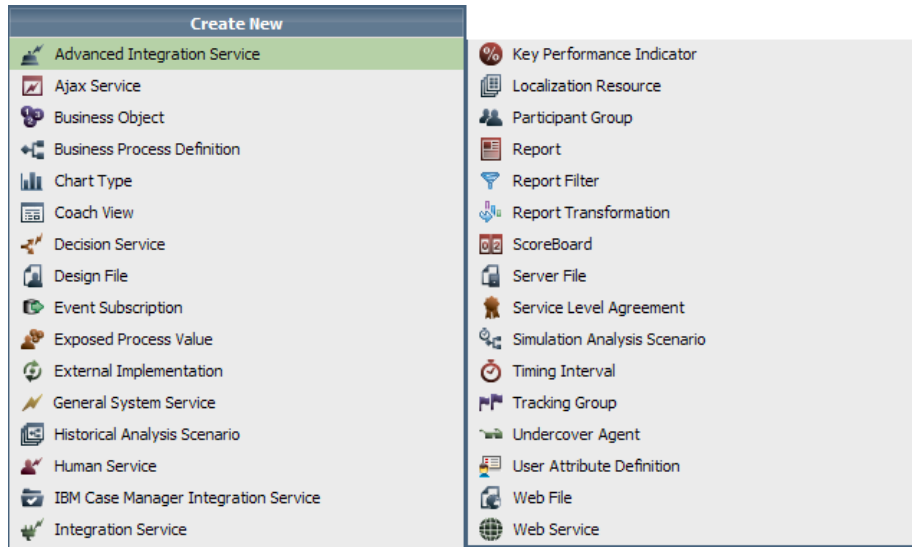 Create New
Advanced Integration Service
Ajax Service
Business Object
Business Process Definition
Chart Type
Coach View
Decision Service
Design File
Event Subscription
Exposed Process Value
External Implementation
General System Service
Historical Analysis Scenario
Human Service
IBM Case Manager Integration Service
Integration Service
Key Performance Indicator
Localization Resource
Participant Group
Report
Report Filter
Report Transformation
ScoreBoard
Server File
Service Level Agreement
Simulation Analysis Scenario
Timing Interval
Tracking Group
Undercover Agent
User Attribute Definition
Web File
Web Service